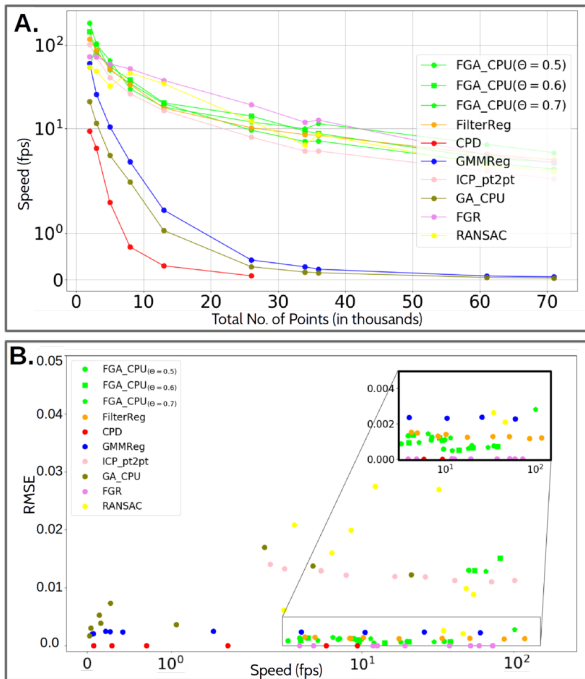 A.
10²
10¹
10⁰
0
Speed (fps)
FGA_CPU(Θ = 0.5)
FGA_CPU(Θ = 0.6)
FGA_CPU(Θ = 0.7)
FilterReg
CPD
GMMReg
ICP_pt2pt
GA_CPU
FGR
RANSAC
0 10 20 30 40 50 60 70
Total No. of Points (in thousands)
B.
0.05
0.04
0.03
0.02
0.01
0.0
RMSE
FGA_CPU(Θ=0.5)
FGA_CPU(Θ=0.6)
FGA_CPU(Θ=0.7)
FilterReg
CPD
GMMReg
ICP_pt2pt
GA_CPU
FGR
RANSAC
0.004
0.002
0.000
10¹ 10²
0 10⁰ 10¹ 10²
Speed (fps)